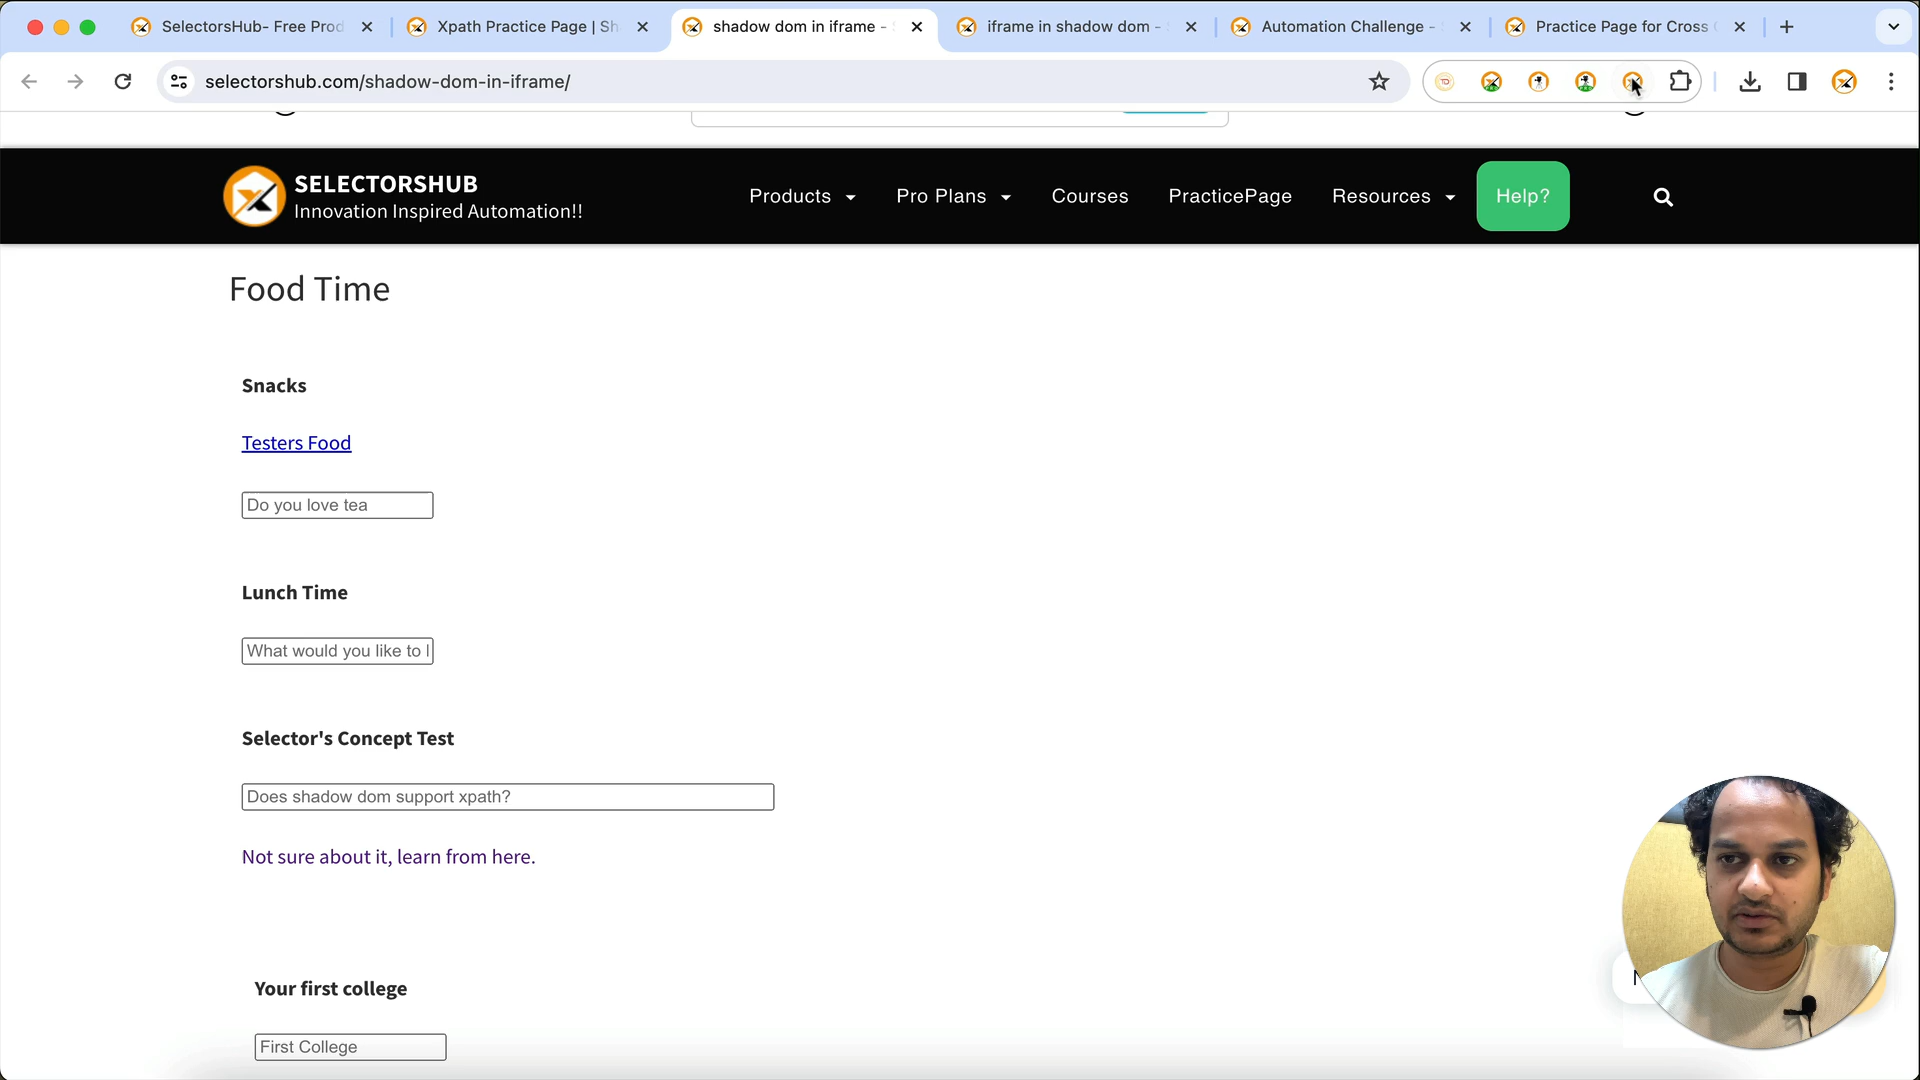 SelectorsHub- Free Prod
Xpath Practice Page | Sh
shadow dom in iframe -
iframe in shadow dom -
Automation Challenge -
Practice Page for Cross
selectorshub.com/shadow-dom-in-iframe/
SELECTORSHUB
Innovation Inspired Automation!!
Products
Pro Plans
Courses
PracticePage
Resources
Help?
Food Time
Snacks
Testers Food
Do you love tea
Lunch Time
What would you like to l
Selector's Concept Test
Does shadow dom support xpath?
Not sure about it, learn from here.
Your first college
First College